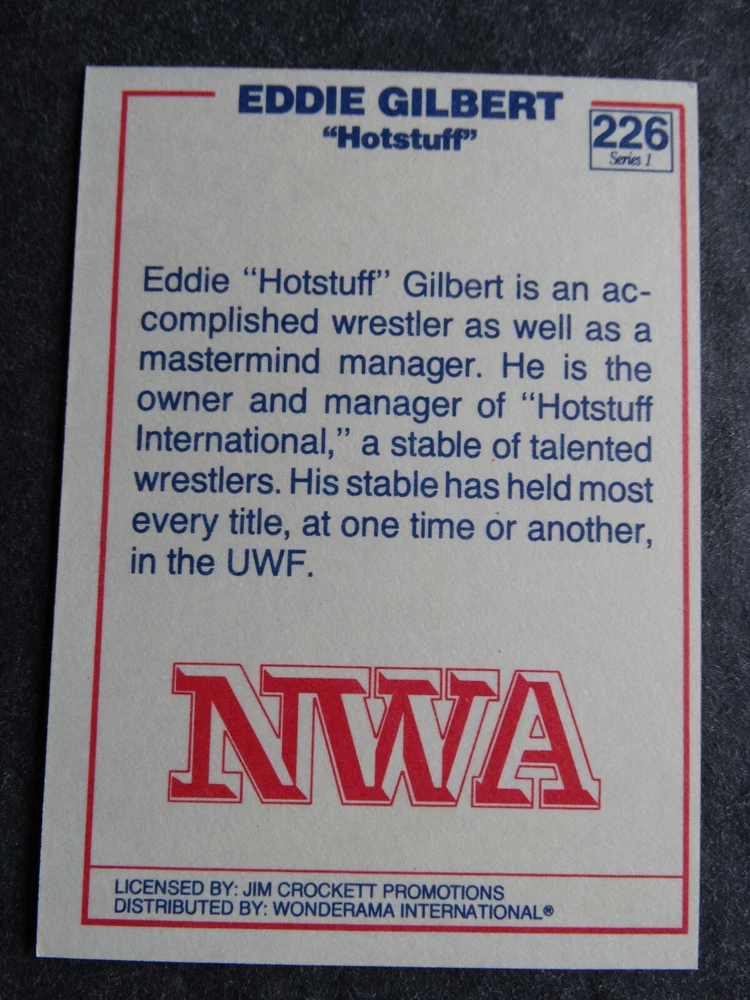 EDDIE GILBERT
“Hotstuff”
226
Series 1
Eddie “Hotstuff” Gilbert is an ac-
complished wrestler as well as a
mastermind manager. He is the
owner and manager of “Hotstuff
International,” a stable of talented
wrestlers. His stable has held most
every title, at one time or another,
in the UWF.
NWA
LICENSED BY: JIM CROCKETT PROMOTIONS
DISTRIBUTED BY: WONDERAMA INTERNATIONAL®